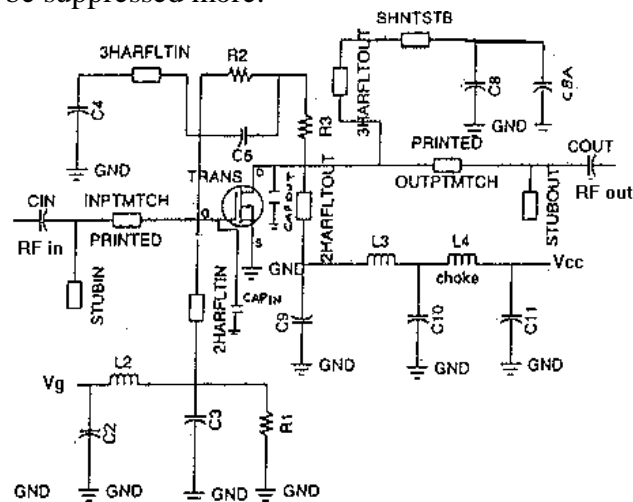 be suppressed more.
SHNTSTB
3HARFLTIN
R2
C4
C5
R3
3HARFLTOUT
C8
C8A
GND
GND
PRINTED
COUT
TRANS
D
CAPOUT
2HARFLTOUT
OUTPTMTCH
RF out
STUBOUT
CIN
INPTMTCH
G
RF in
PRINTED
S
GND
L3
L4
Vcc
choke
STUBIN
2HARFLTIN
CAPIN
C9
C10
C11
GND
GND
GND
Vg
L2
C2
C3
R1
GND
GND
GND
GND